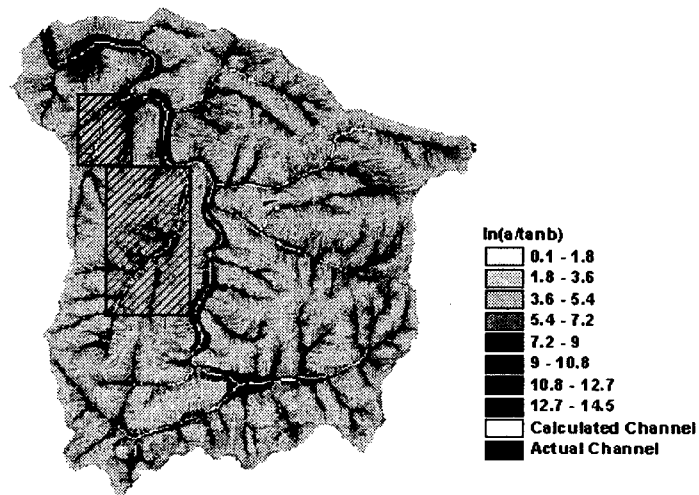 ln(a/tanb)
0.1 - 1.8
1.8 - 3.6
3.6 - 5.4
5.4 - 7.2
7.2 - 9
9 - 10.8
10.8 - 12.7
12.7 - 14.5
Calculated Channel
Actual Channel